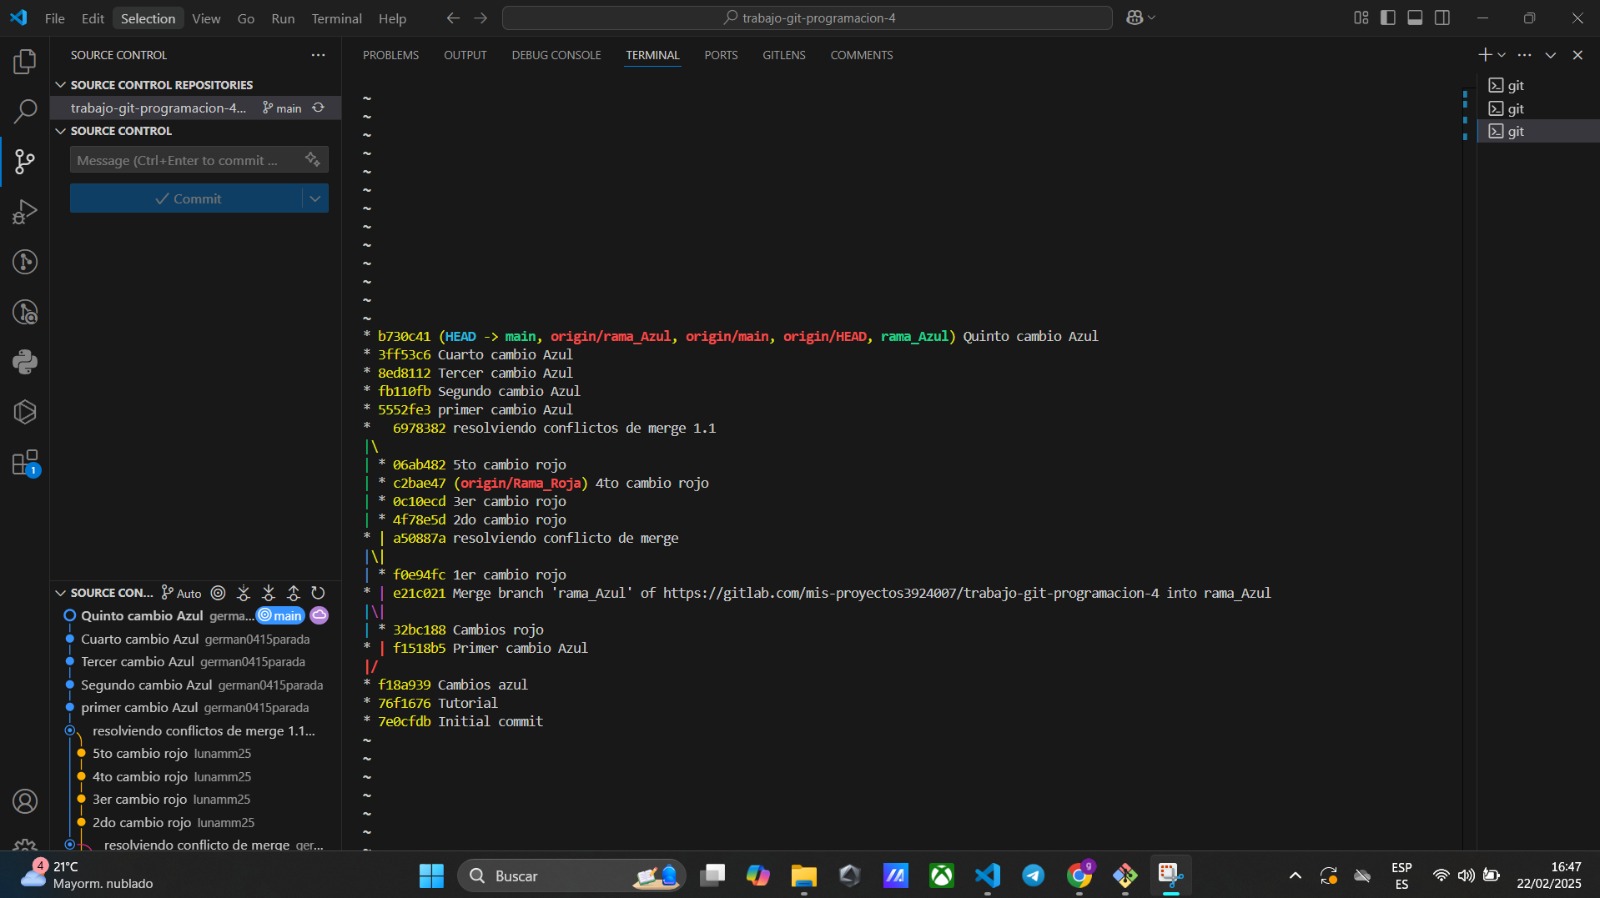 File Edit Selection View Go Run Terminal Help
trabajo-git-programacion-4
SOURCE CONTROL
SOURCE CONTROL REPOSITORIES
trabajo-git-programacion-4... main
SOURCE CONTROL
Message (Ctrl+Enter to commit ...
Commit
1
SOURCE CON... Auto
Quinto cambio Azul germa... main
Cuarto cambio Azul german0415parada
Tercer cambio Azul german0415parada
Segundo cambio Azul german0415parada
primer cambio Azul german0415parada
resolviendo conflictos de merge 1.1...
5to cambio rojo lunamm25
4to cambio rojo lunamm25
3er cambio rojo lunamm25
2do cambio rojo lunamm25
resolviendo conflicto de merge ger...
PROBLEMS OUTPUT DEBUG CONSOLE TERMINAL PORTS GITLENS COMMENTS
~
~
~
~
~
~
~
~
~
~
~
~
~
* b730c41 (HEAD -> main, origin/rama_Azul, origin/main, origin/HEAD, rama_Azul) Quinto cambio Azul
* 3ff53c6 Cuarto cambio Azul
* 8ed8112 Tercer cambio Azul
* fb110fb Segundo cambio Azul
* 5552fe3 primer cambio Azul
*   6978382 resolviendo conflictos de merge 1.1
|\
| * 06ab482 5to cambio rojo
| * c2bae47 (origin/Rama_Roja) 4to cambio rojo
| * 0c10ecd 3er cambio rojo
| * 4f78e5d 2do cambio rojo
* | a50887a resolviendo conflicto de merge
|\|
| * f0e94fc 1er cambio rojo
* | e21c021 Merge branch 'rama_Azul' of https://gitlab.com/mis-proyectos3924007/trabajo-git-programacion-4 into rama_Azul
|\|
| * 32bc188 Cambios rojo
* | f1518b5 Primer cambio Azul
|/
* f18a939 Cambios azul
* 76f1676 Tutorial
* 7e0cfdb Initial commit
~
~
~
~
~
~
~
git
git
git
4
21°C
Mayorm. nublado
Buscar
ESP
ES
16:47
22/02/2025